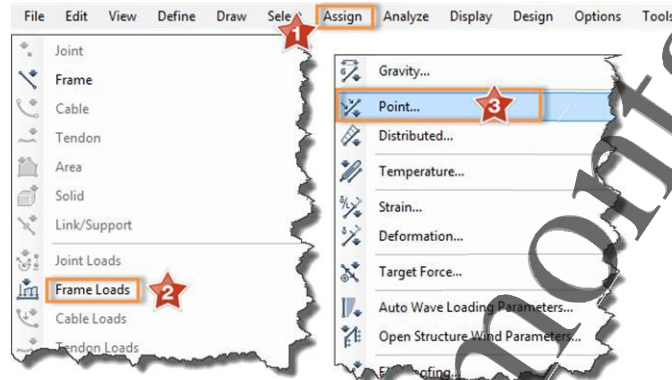 File Edit View Define Draw Select Assign Analyze Display Design Options Tools
1
Joint
Frame
Cable
Tendon
Area
Solid
Link/Support
Joint Loads
Frame Loads
2
Cable Loads
Tendon Loads
Gravity...
Point...
3
Distributed...
Temperature...
Strain...
Deformation...
Target Force...
Auto Wave Loading Parameters...
Open Structure Wind Parameters...